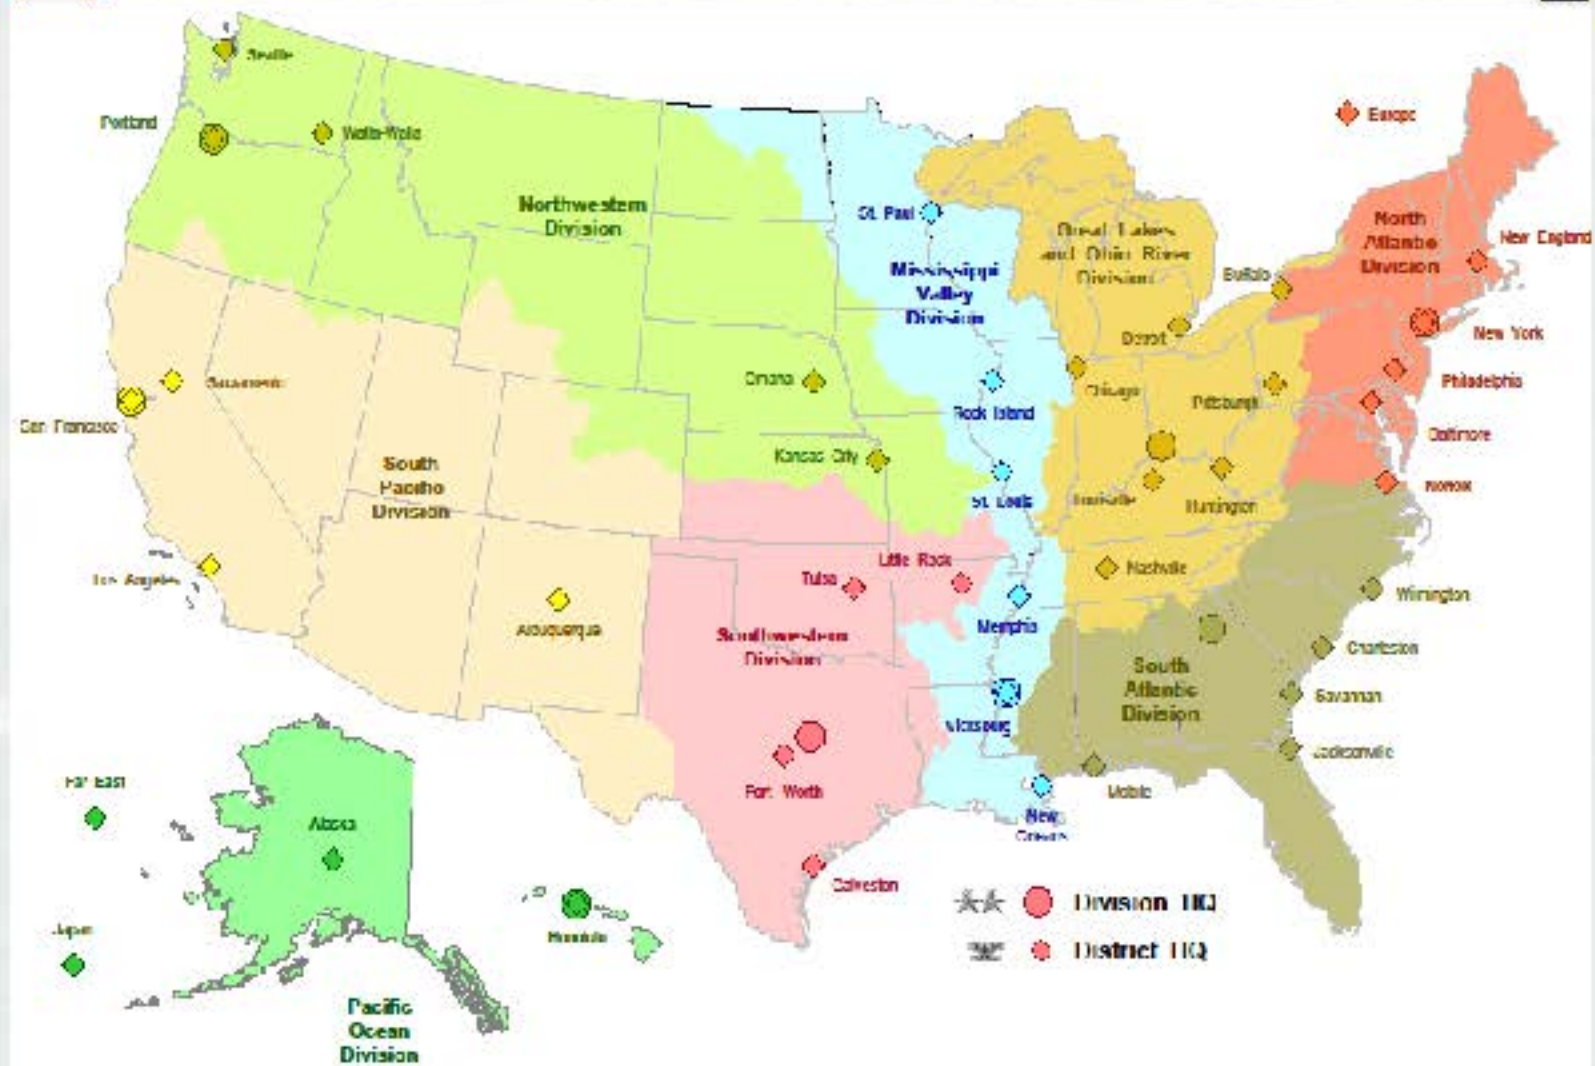 Seattle
Portland
Walla-Walla
Northwestern
Division
Europe
St. Paul
Mississippi
Valley
Division
Great Lakes
and Ohio River
Division
North
Atlantic
Division
New England
Buffalo
Detroit
New York
Omaha
Rock Island
Chicago
Pittsburgh
Philadelphia
Sacramento
San Francisco
Baltimore
Kansas City
South
Pacific
Division
St. Louis
Louisville
Huntington
Norfolk
Los Angeles
Albuquerque
Tulsa
Little Rock
Nashville
Memphis
Wilmington
Southwestern
Division
Charleston
South
Atlantic
Division
Savannah
Vicksburg
Jacksonville
Fort Worth
Mobile
New
Orleans
Far East
Alaska
Galveston
Japan
Honolulu
Division HQ
District HQ
Pacific
Ocean
Division